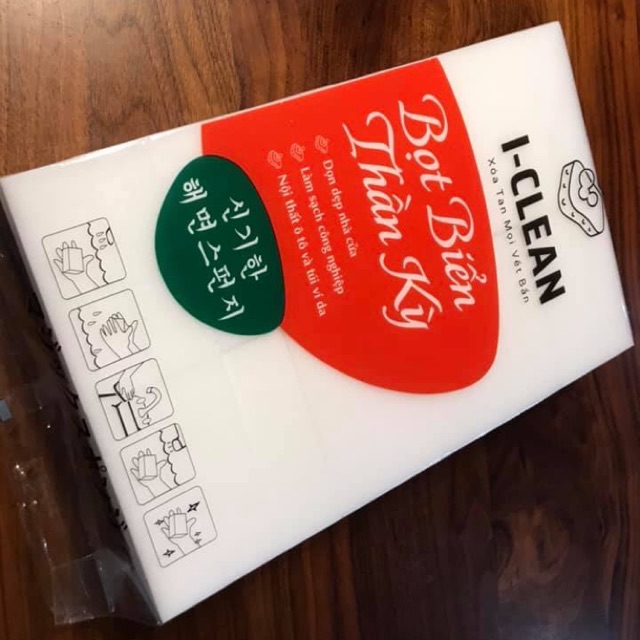 I-CLEAN
Xóa Tan Mọi Vết Bẩn
Bọt Biển
Thần Kỳ
Dọn dẹp nhà cửa
Làm sạch công nghiệp
Nội thất ô tô và túi ví da
신기한
해면스펀지